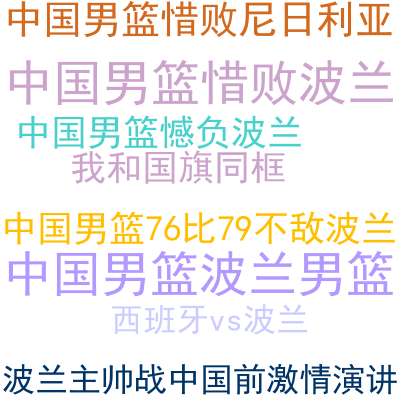 中国男篮惜败尼日利亚
中国男篮惜败波兰
中国男篮憾负波兰
我和国旗同框
中国男篮76比79不敌波兰
中国男篮波兰男篮
西班牙vs波兰
波兰主帅战中国前激情演讲